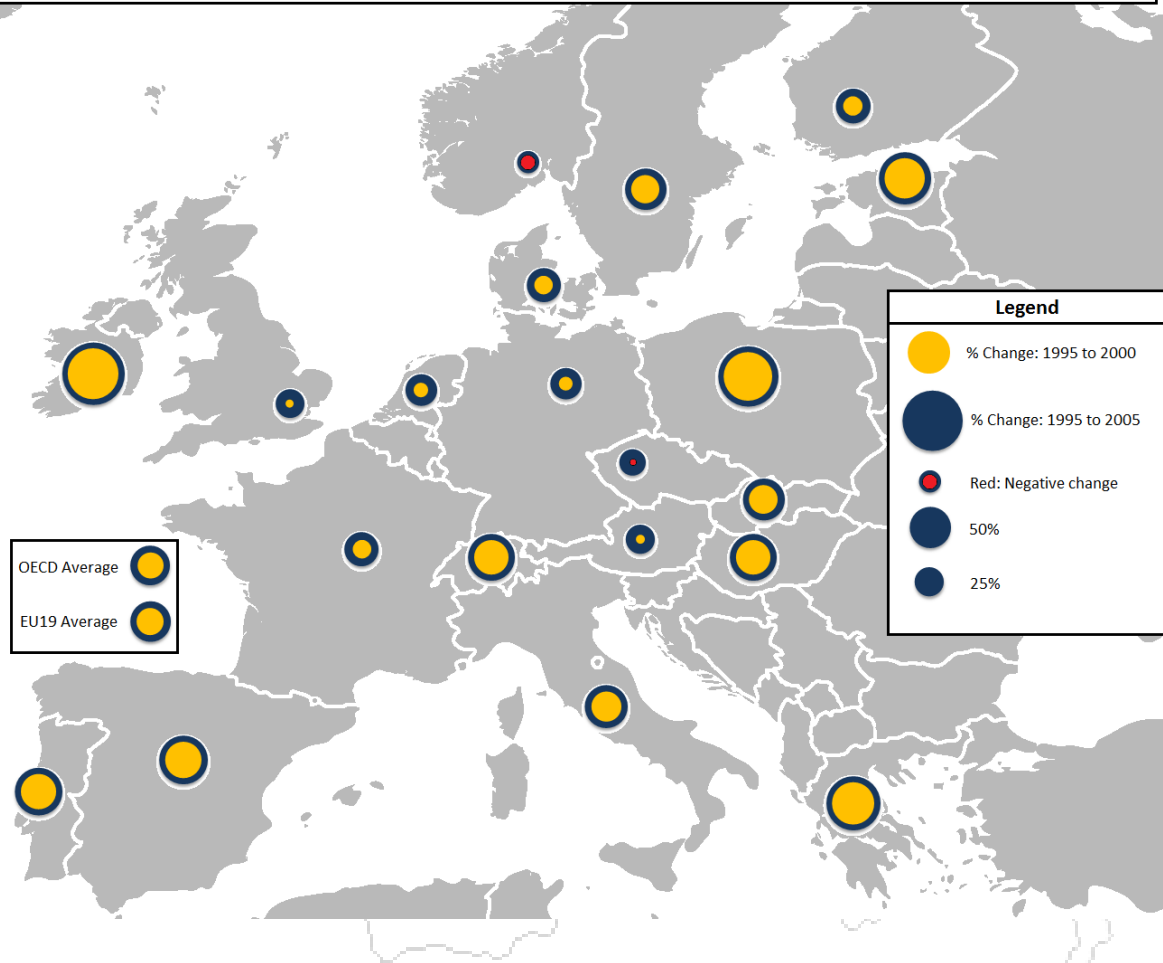 Legend
% Change: 1995 to 2000
% Change: 1995 to 2005
Red: Negative change
50%
25%
OECD Average
EU19 Average